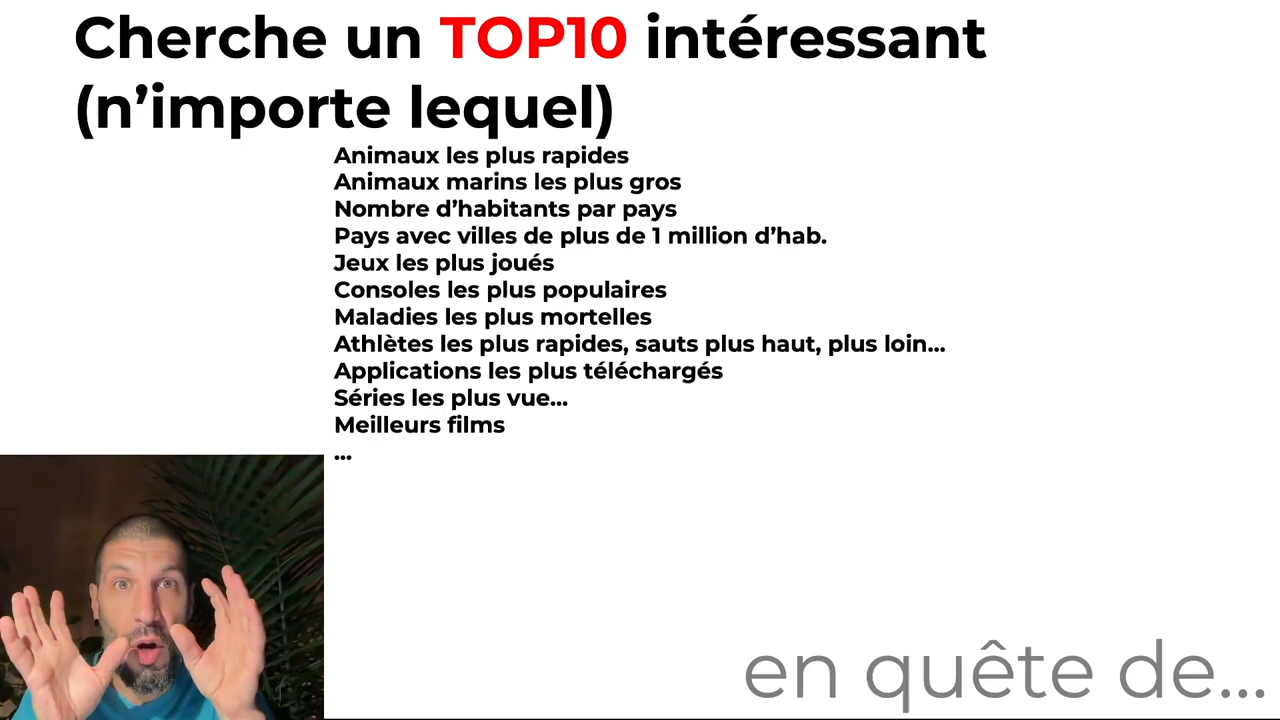 Cherche un TOP10 intéressant
(n’importe lequel)
Animaux les plus rapides
Animaux marins les plus gros
Nombre d’habitants par pays
Pays avec villes de plus de 1 million d’hab.
Jeux les plus joués
Consoles les plus populaires
Maladies les plus mortelles
Athlètes les plus rapides, sauts plus haut, plus loin...
Applications les plus téléchargés
Séries les plus vue...
Meilleurs films
...
en quête de...